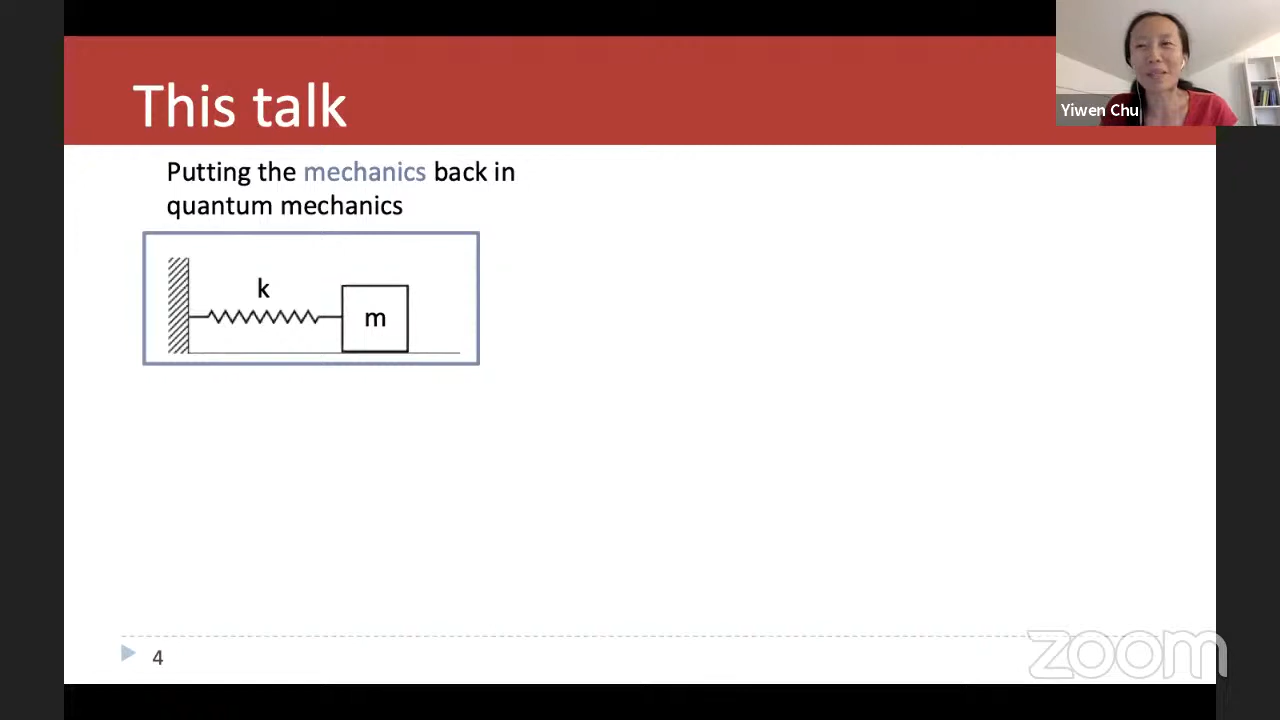 This talk
Yiwen Chu
Putting the mechanics back in
quantum mechanics
k
m
4
zoom